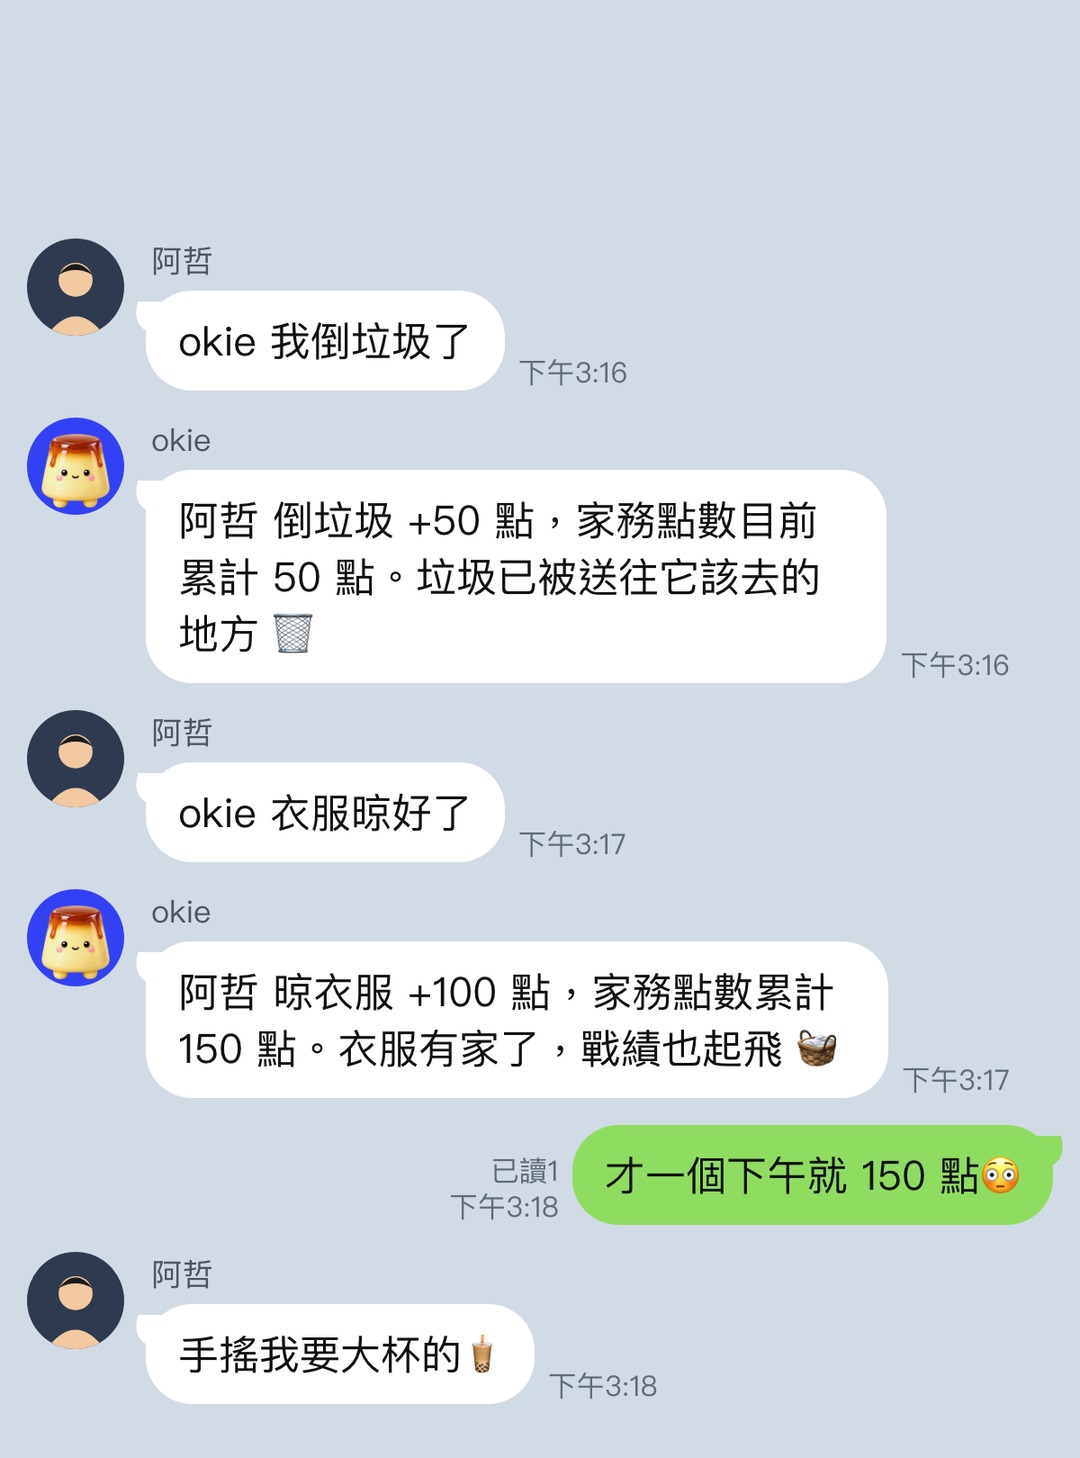 阿哲
okie 我倒垃圾了
下午3:16
okie
阿哲 倒垃圾 +50 點，家務點數目前
累計 50 點。垃圾已被送往它該去的
地方 🗑️
下午3:16
阿哲
okie 衣服晾好了
下午3:17
okie
阿哲 晾衣服 +100 點，家務點數累計
150 點。衣服有家了，戰績也起飛 🧺
下午3:17
已讀1
下午3:18
才一個下午就 150 點😳
阿哲
手搖我要大杯的🧋
下午3:18